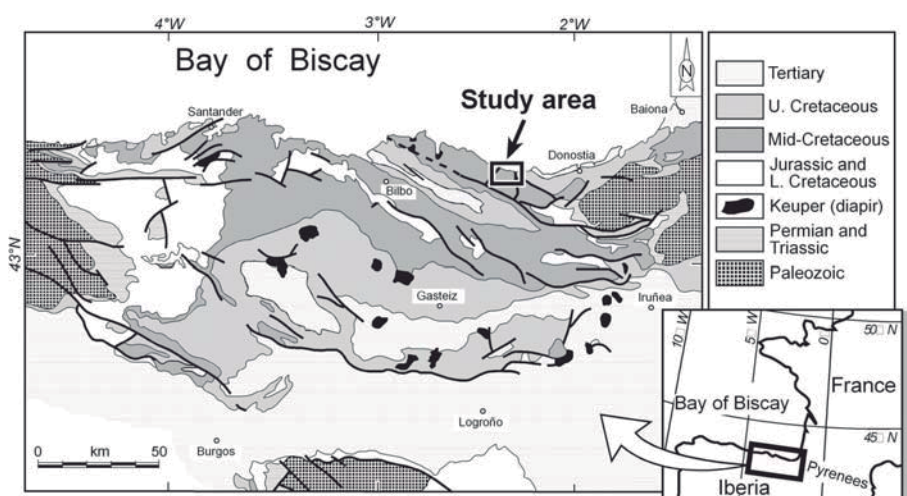 4°W
3°W
2°W
Bay of Biscay
N
Study area
Santander
Baiona
Donostia
Bilbo
43°N
Gasteiz
Iruñea
Logroño
Burgos
0 km 50
Tertiary
U. Cretaceous
Mid-Cretaceous
Jurassic and
L. Cretaceous
Keuper (diapir)
Permian and
Triassic
Paleozoic
10□ W
5□ W
0□
50□ N
France
Bay of Biscay
45□ N
Pyrenees
Iberia